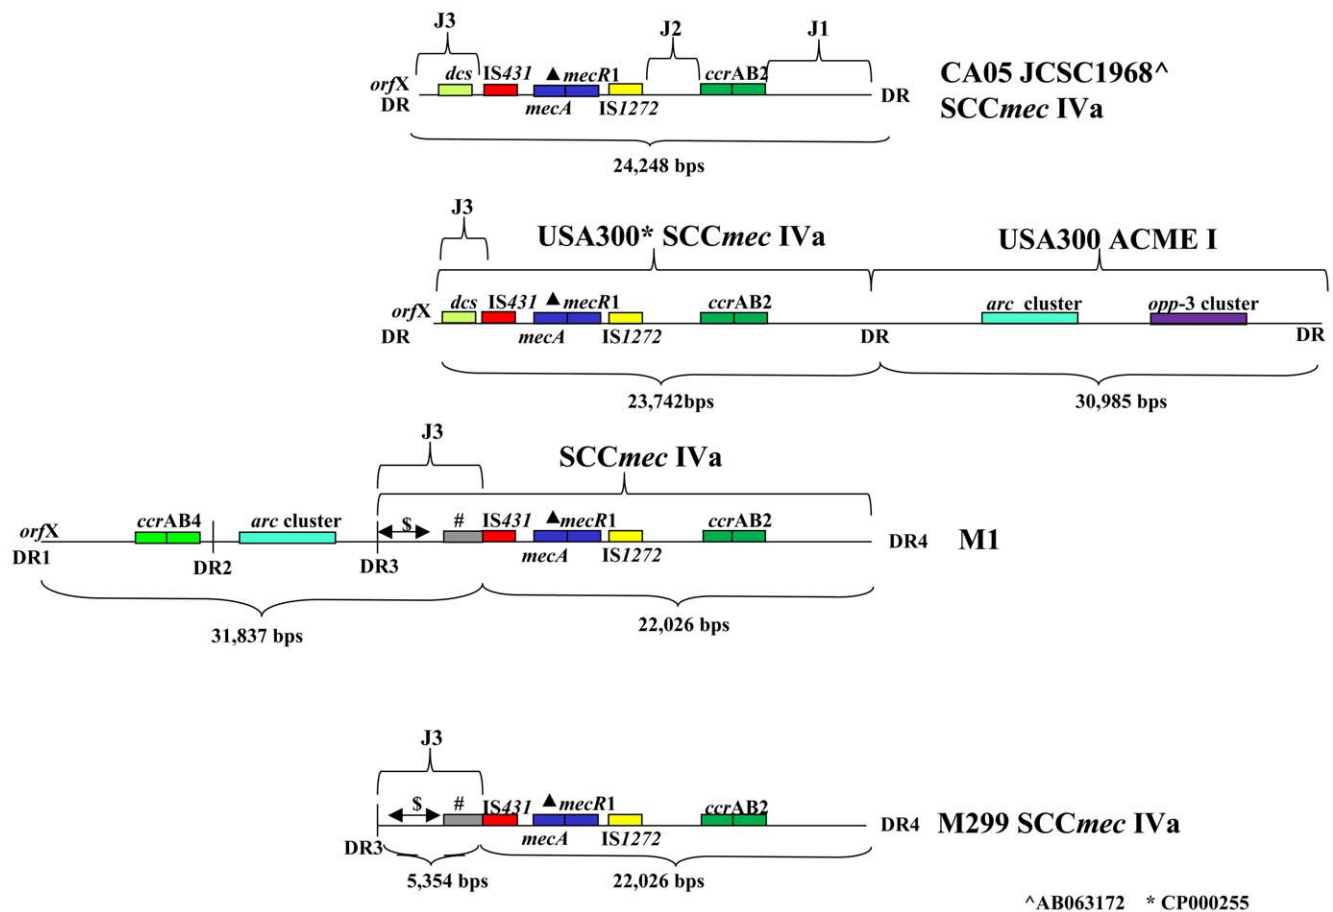 J3
J2
J1
orfX
dcs
IS431
▲mecR1
ccrAB2
CA05 JCSC1968^
DR
mecA
IS1272
DR
SCCmec IVa
24,248 bps
J3
USA300* SCCmec IVa
USA300 ACME I
orfX
dcs
IS431
▲mecR1
ccrAB2
arc cluster
opp-3 cluster
DR
mecA
IS1272
DR
DR
23,742bps
30,985 bps
J3
SCCmec IVa
orfX
ccrAB4
arc cluster
$
#
IS431
▲mecR1
ccrAB2
DR1
DR2
DR3
mecA
IS1272
DR4
M1
31,837 bps
22,026 bps
J3
$
#
IS431
▲mecR1
ccrAB2
DR3
mecA
IS1272
DR4
M299 SCCmec IVa
5,354 bps
22,026 bps
^AB063172 * CP000255